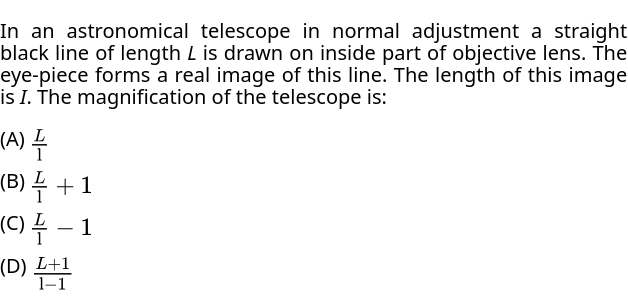 In an astronomical telescope in normal adjustment a straight
black line of length L is drawn on inside part of objective lens. The
eye-piece forms a real image of this line. The length of this image
is I. The magnification of the telescope is:
(A) \frac{L}{1}
(B) \frac{L}{1} + 1
(C) \frac{L}{1} − 1
(D) \frac{L+1}{1−1}